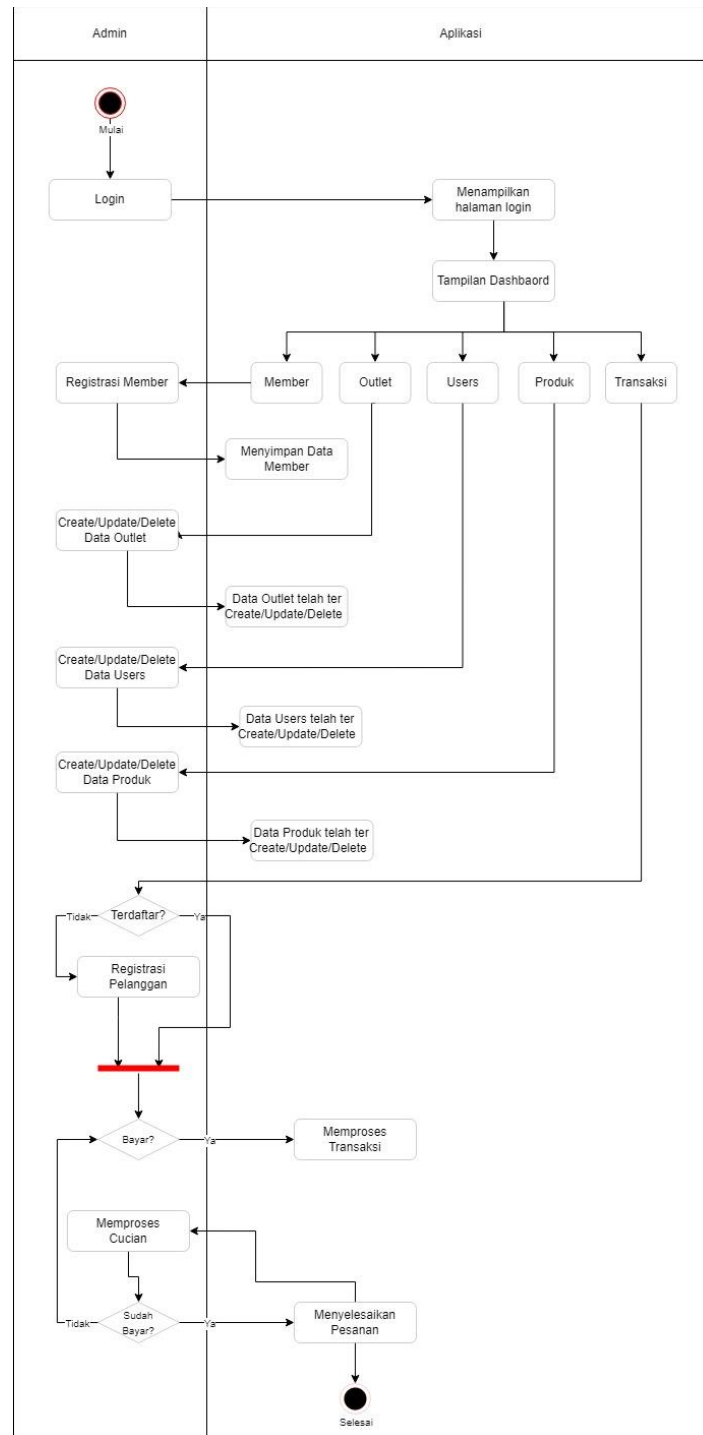 Admin
Aplikasi
Mulai
Login
Menampilkan
halaman login
Tampilan Dashbaord
Registrasi Member
Member
Outlet
Users
Produk
Transaksi
Menyimpan Data
Member
Create/Update/Delete
Data Outlet
Data Outlet telah ter
Create/Update/Delete
Create/Update/Delete
Data Users
Data Users telah ter
Create/Update/Delete
Create/Update/Delete
Data Produk
Data Produk telah ter
Create/Update/Delete
Tidak
Terdaftar?
Ya
Registrasi
Pelanggan
Bayar?
Ya
Memproses
Transaksi
Memproses
Cucian
Tidak
Sudah
Bayar?
Ya
Menyelesaikan
Pesanan
Selesai